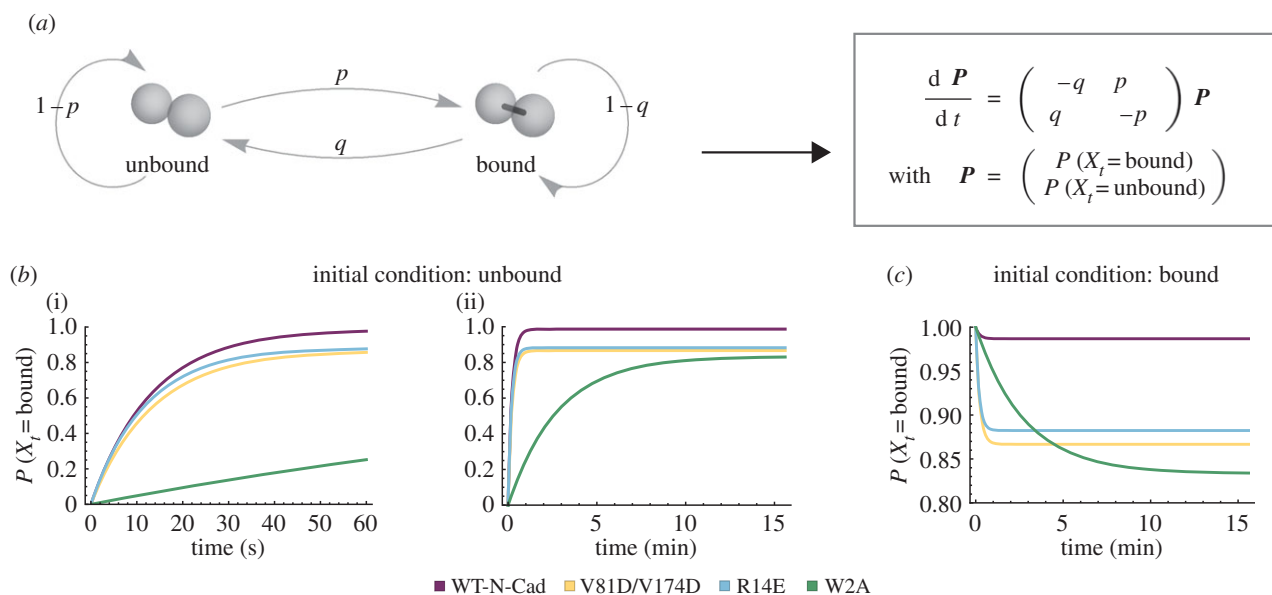 (a)
p
1 – p
1 – q
q
unbound
bound
d P / d t = ( –q p
q –p ) P
with P = ( P (X_t = bound)
P (X_t = unbound) )
(b) initial condition: unbound
(c) initial condition: bound
(i)
(ii)
P (X_t = bound)
1.0
0.8
0.6
0.4
0.2
0
0 10 20 30 40 50 60
time (s)
1.0
0.8
0.6
0.4
0.2
0
0 5 10 15
time (min)
P (X_t = bound)
1.00
0.95
0.90
0.85
0.80
0 5 10 15
time (min)
WT-N-Cad V81D/V174D R14E W2A